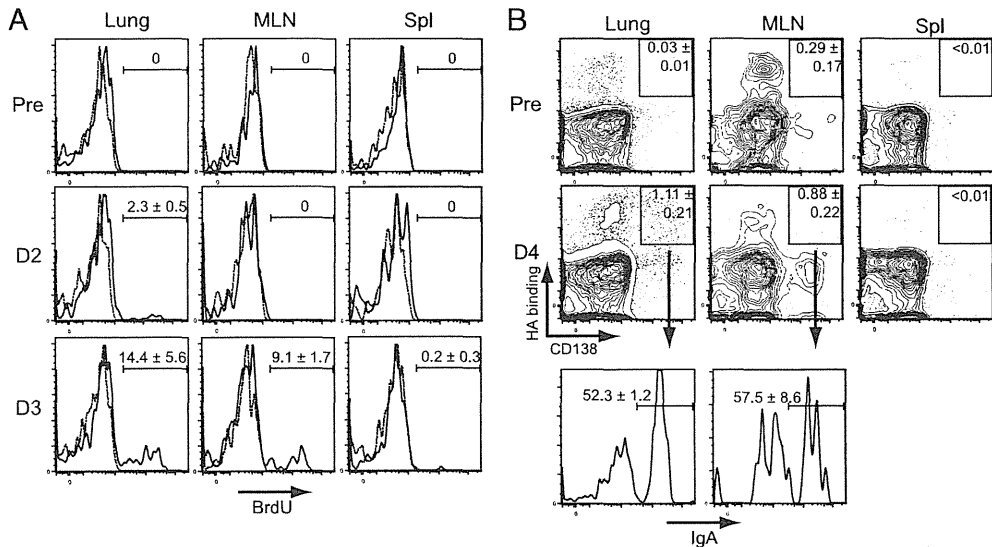 A
B
Lung MLN Spl
Lung MLN Spl
Pre
0
0
0
Pre
0.03 ±
0.01
0.29 ±
0.17
<0.01
D2
2.3 ± 0.5
0
0
D4
1.11 ±
0.21
0.88 ±
0.22
<0.01
HA binding
CD138
D3
14.4 ± 5.6
9.1 ± 1.7
0.2 ± 0.3
BrdU
52.3 ± 1.2
57.5 ± 8.6
IgA